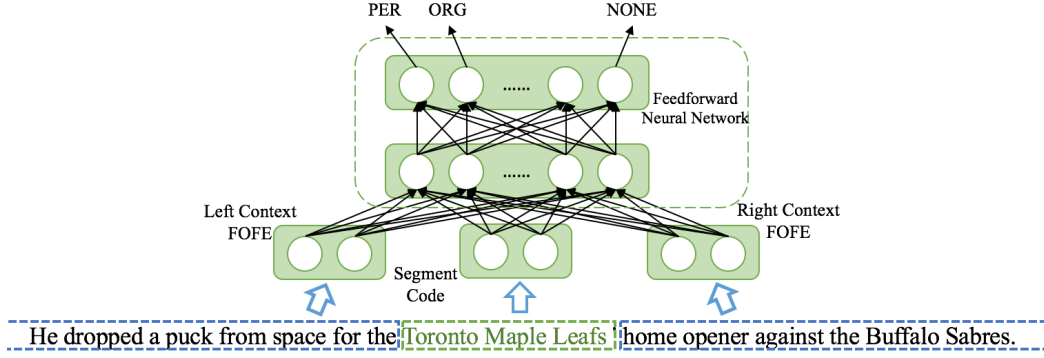 PER ORG NONE
......
Feedforward
Neural Network
......
Left Context
FOFE
Right Context
FOFE
Segment
Code
He dropped a puck from space for the Toronto Maple Leafs' home opener against the Buffalo Sabres.